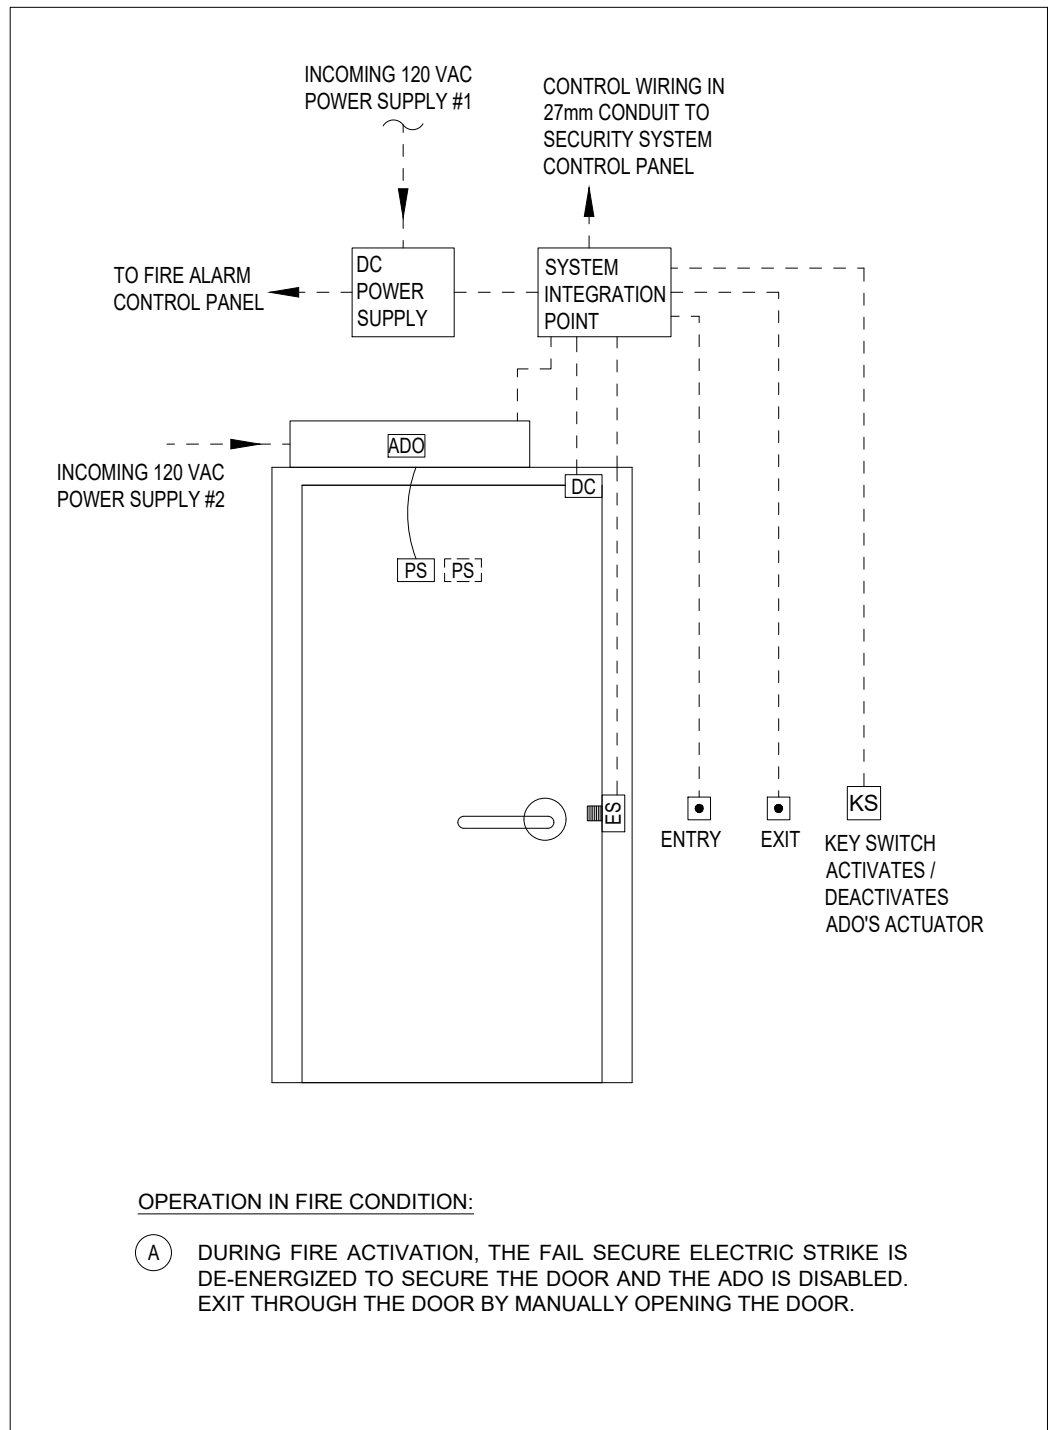 INCOMING 120 VAC
POWER SUPPLY #1
CONTROL WIRING IN
27mm CONDUIT TO
SECURITY SYSTEM
CONTROL PANEL
TO FIRE ALARM
CONTROL PANEL
DC
POWER
SUPPLY
SYSTEM
INTEGRATION
POINT
ADO
INCOMING 120 VAC
POWER SUPPLY #2
DC
PS
PS
ES
ENTRY
EXIT
KS
KEY SWITCH
ACTIVATES /
DEACTIVATES
ADO'S ACTUATOR
OPERATION IN FIRE CONDITION:
A
DURING FIRE ACTIVATION, THE FAIL SECURE ELECTRIC STRIKE IS
DE-ENERGIZED TO SECURE THE DOOR AND THE ADO IS DISABLED.
EXIT THROUGH THE DOOR BY MANUALLY OPENING THE DOOR.